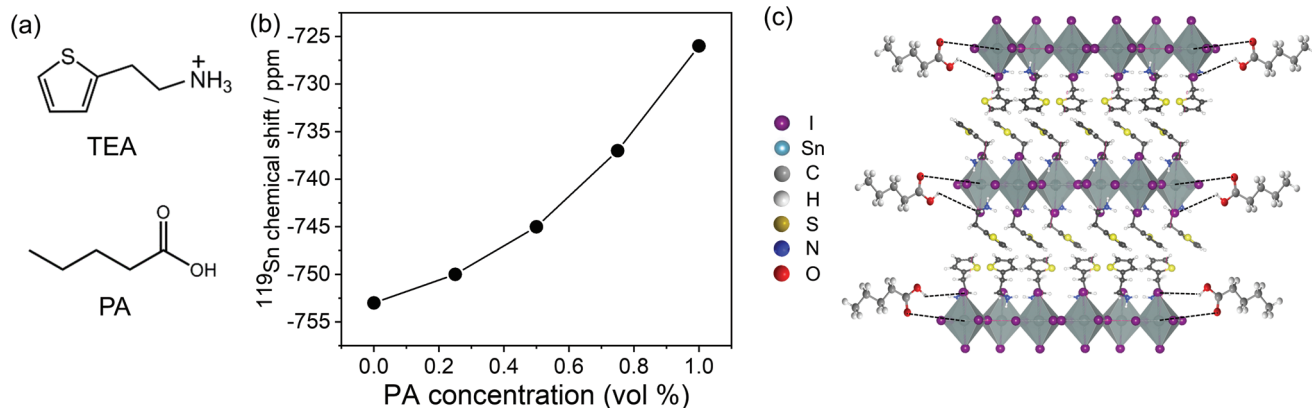 (a)
S
+
NH3
TEA
O
OH
PA
(b)
-725
-730
-735
-740
-745
-750
-755
119Sn chemical shift / ppm
0.0
0.2
0.4
0.6
0.8
1.0
PA concentration (vol %)
(c)
I
Sn
C
H
S
N
O